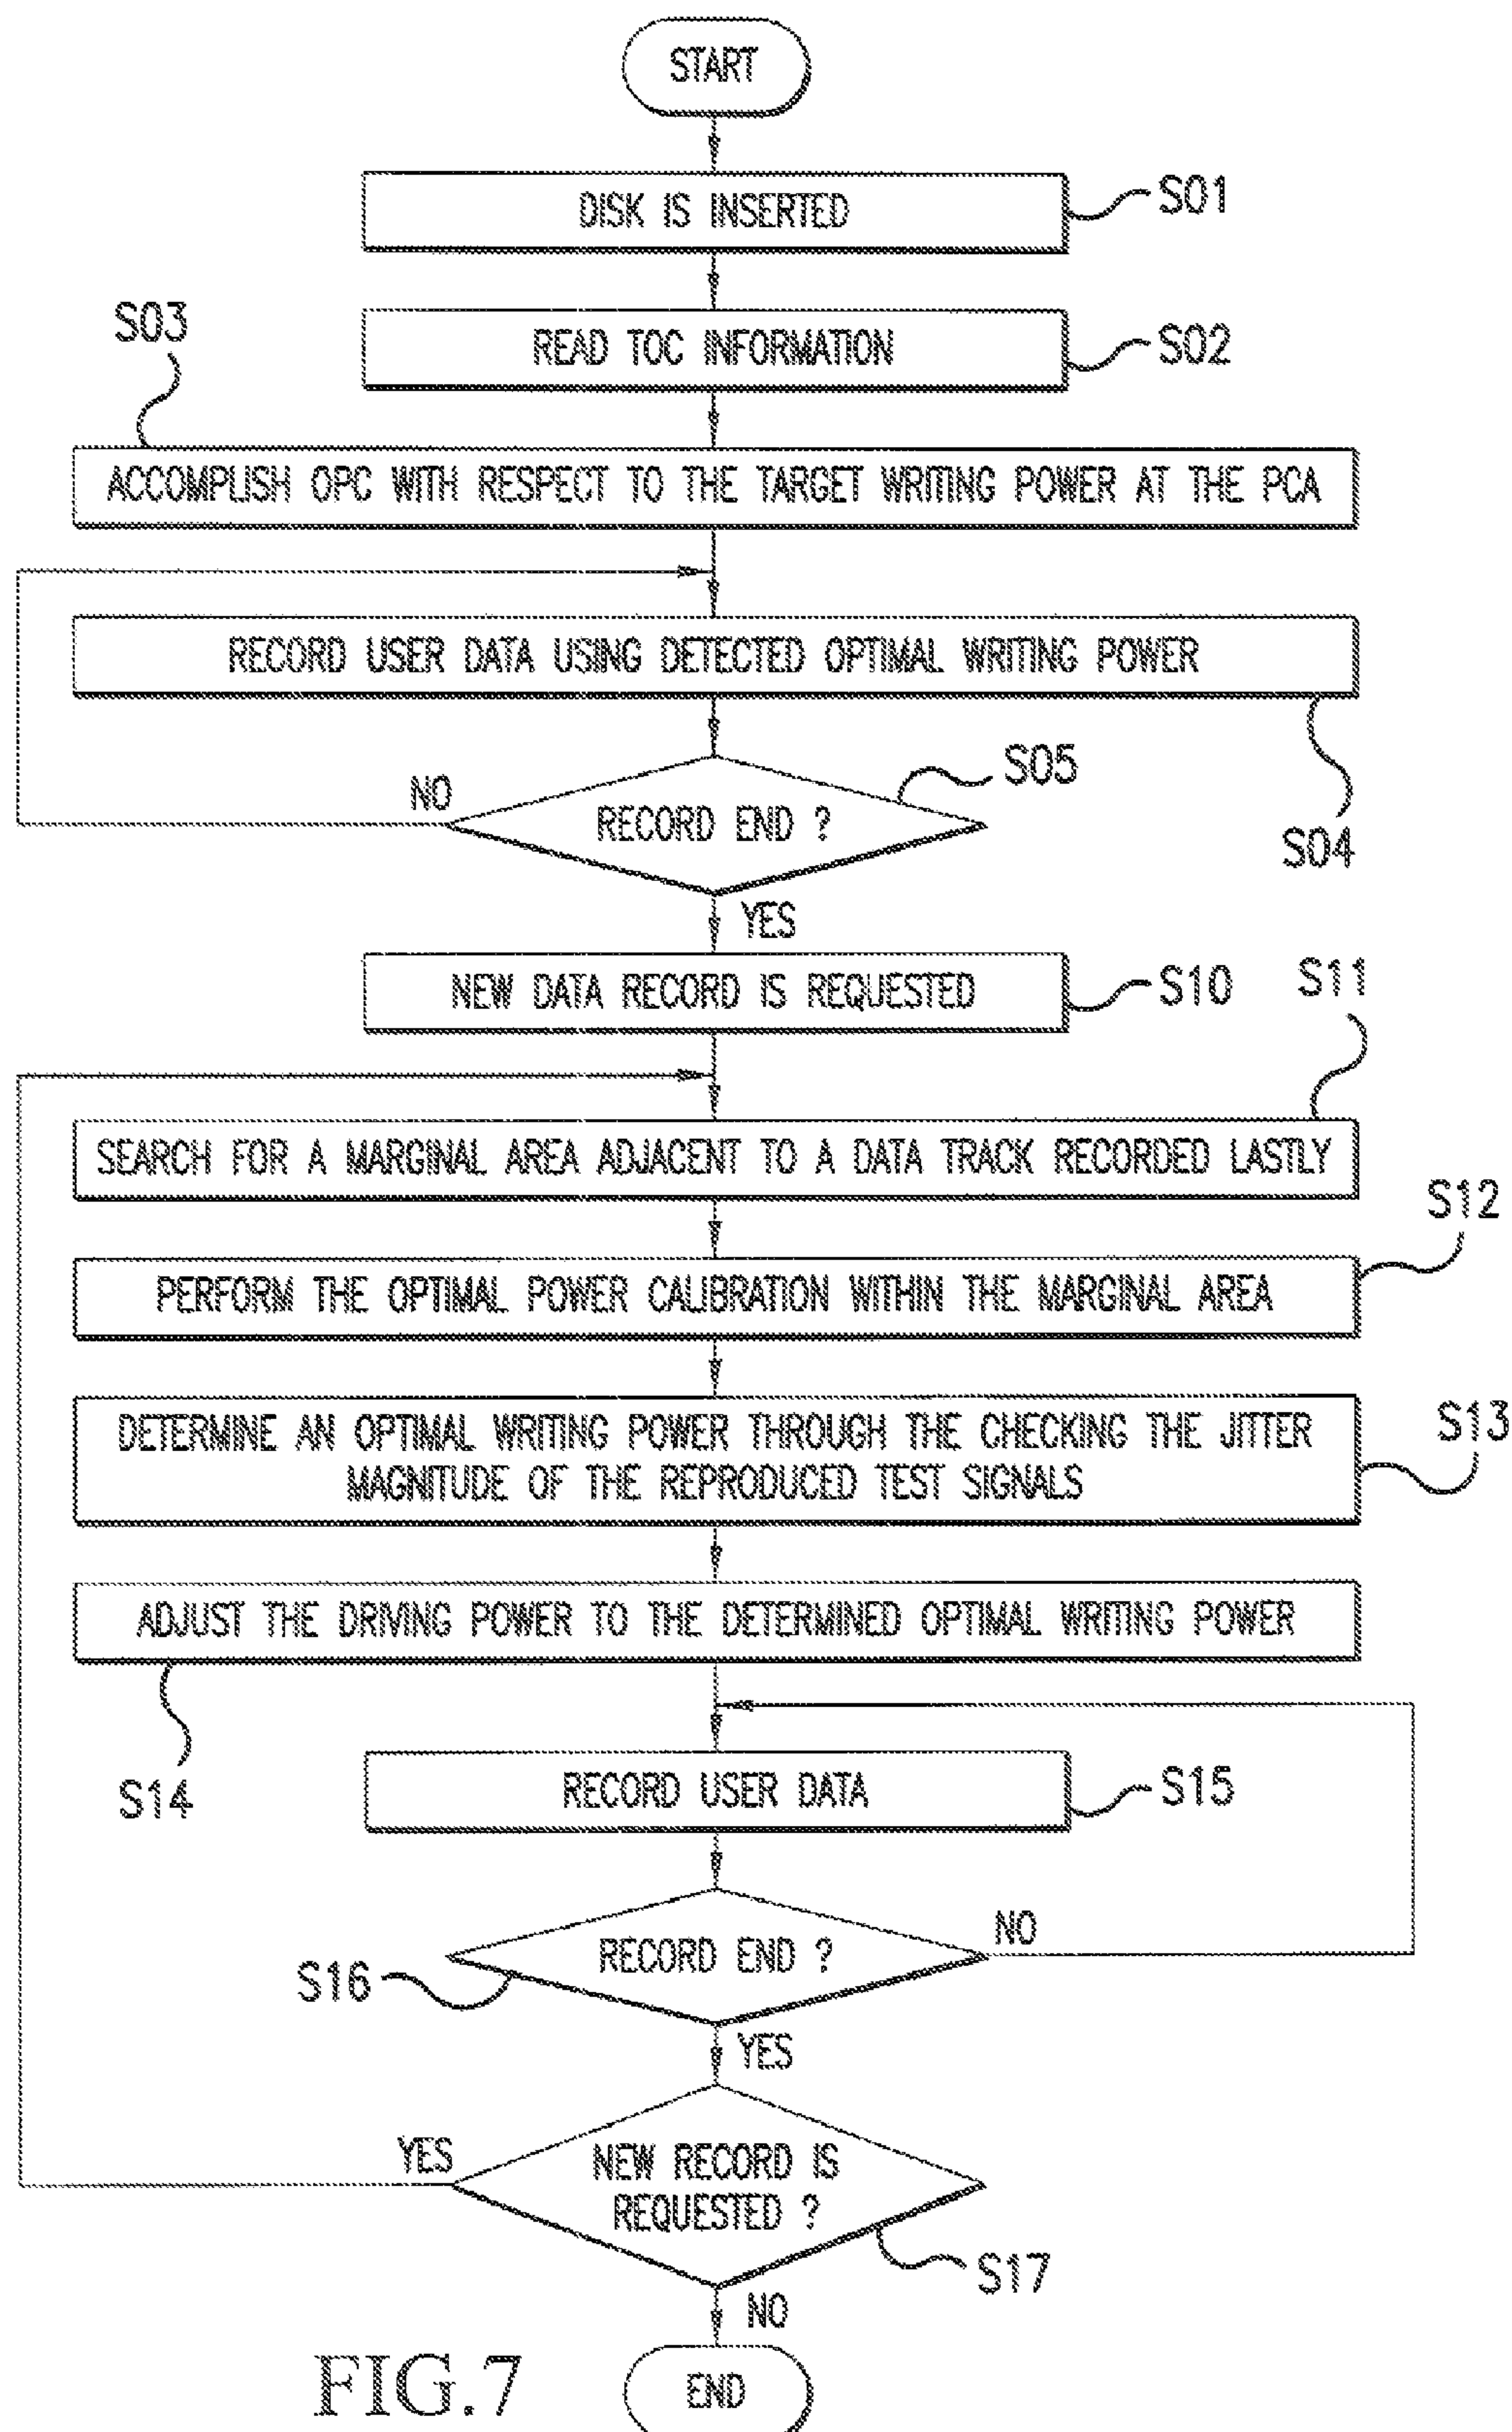 START
DISK IS INSERTED
S01
READ TOC INFORMATION
S02
S03
ACCOMPLISH OPC WITH RESPECT TO THE TARGET WRITING POWER AT THE PCA
RECORD USER DATA USING DETECTED OPTIMAL WRITING POWER
S04
RECORD END ?
S05
NO
YES
NEW DATA RECORD IS REQUESTED
S10
S11
SEARCH FOR A MARGINAL AREA ADJACENT TO A DATA TRACK RECORDED LASTLY
S12
PERFORM THE OPTIMAL POWER CALIBRATION WITHIN THE MARGINAL AREA
DETERMINE AN OPTIMAL WRITING POWER THROUGH THE CHECKING THE JITTER
MAGNITUDE OF THE REPRODUCED TEST SIGNALS
S13
ADJUST THE DRIVING POWER TO THE DETERMINED OPTIMAL WRITING POWER
S14
RECORD USER DATA
S15
RECORD END ?
NO
S16
YES
YES
NEW RECORD IS
REQUESTED ?
S17
NO
END
FIG.7